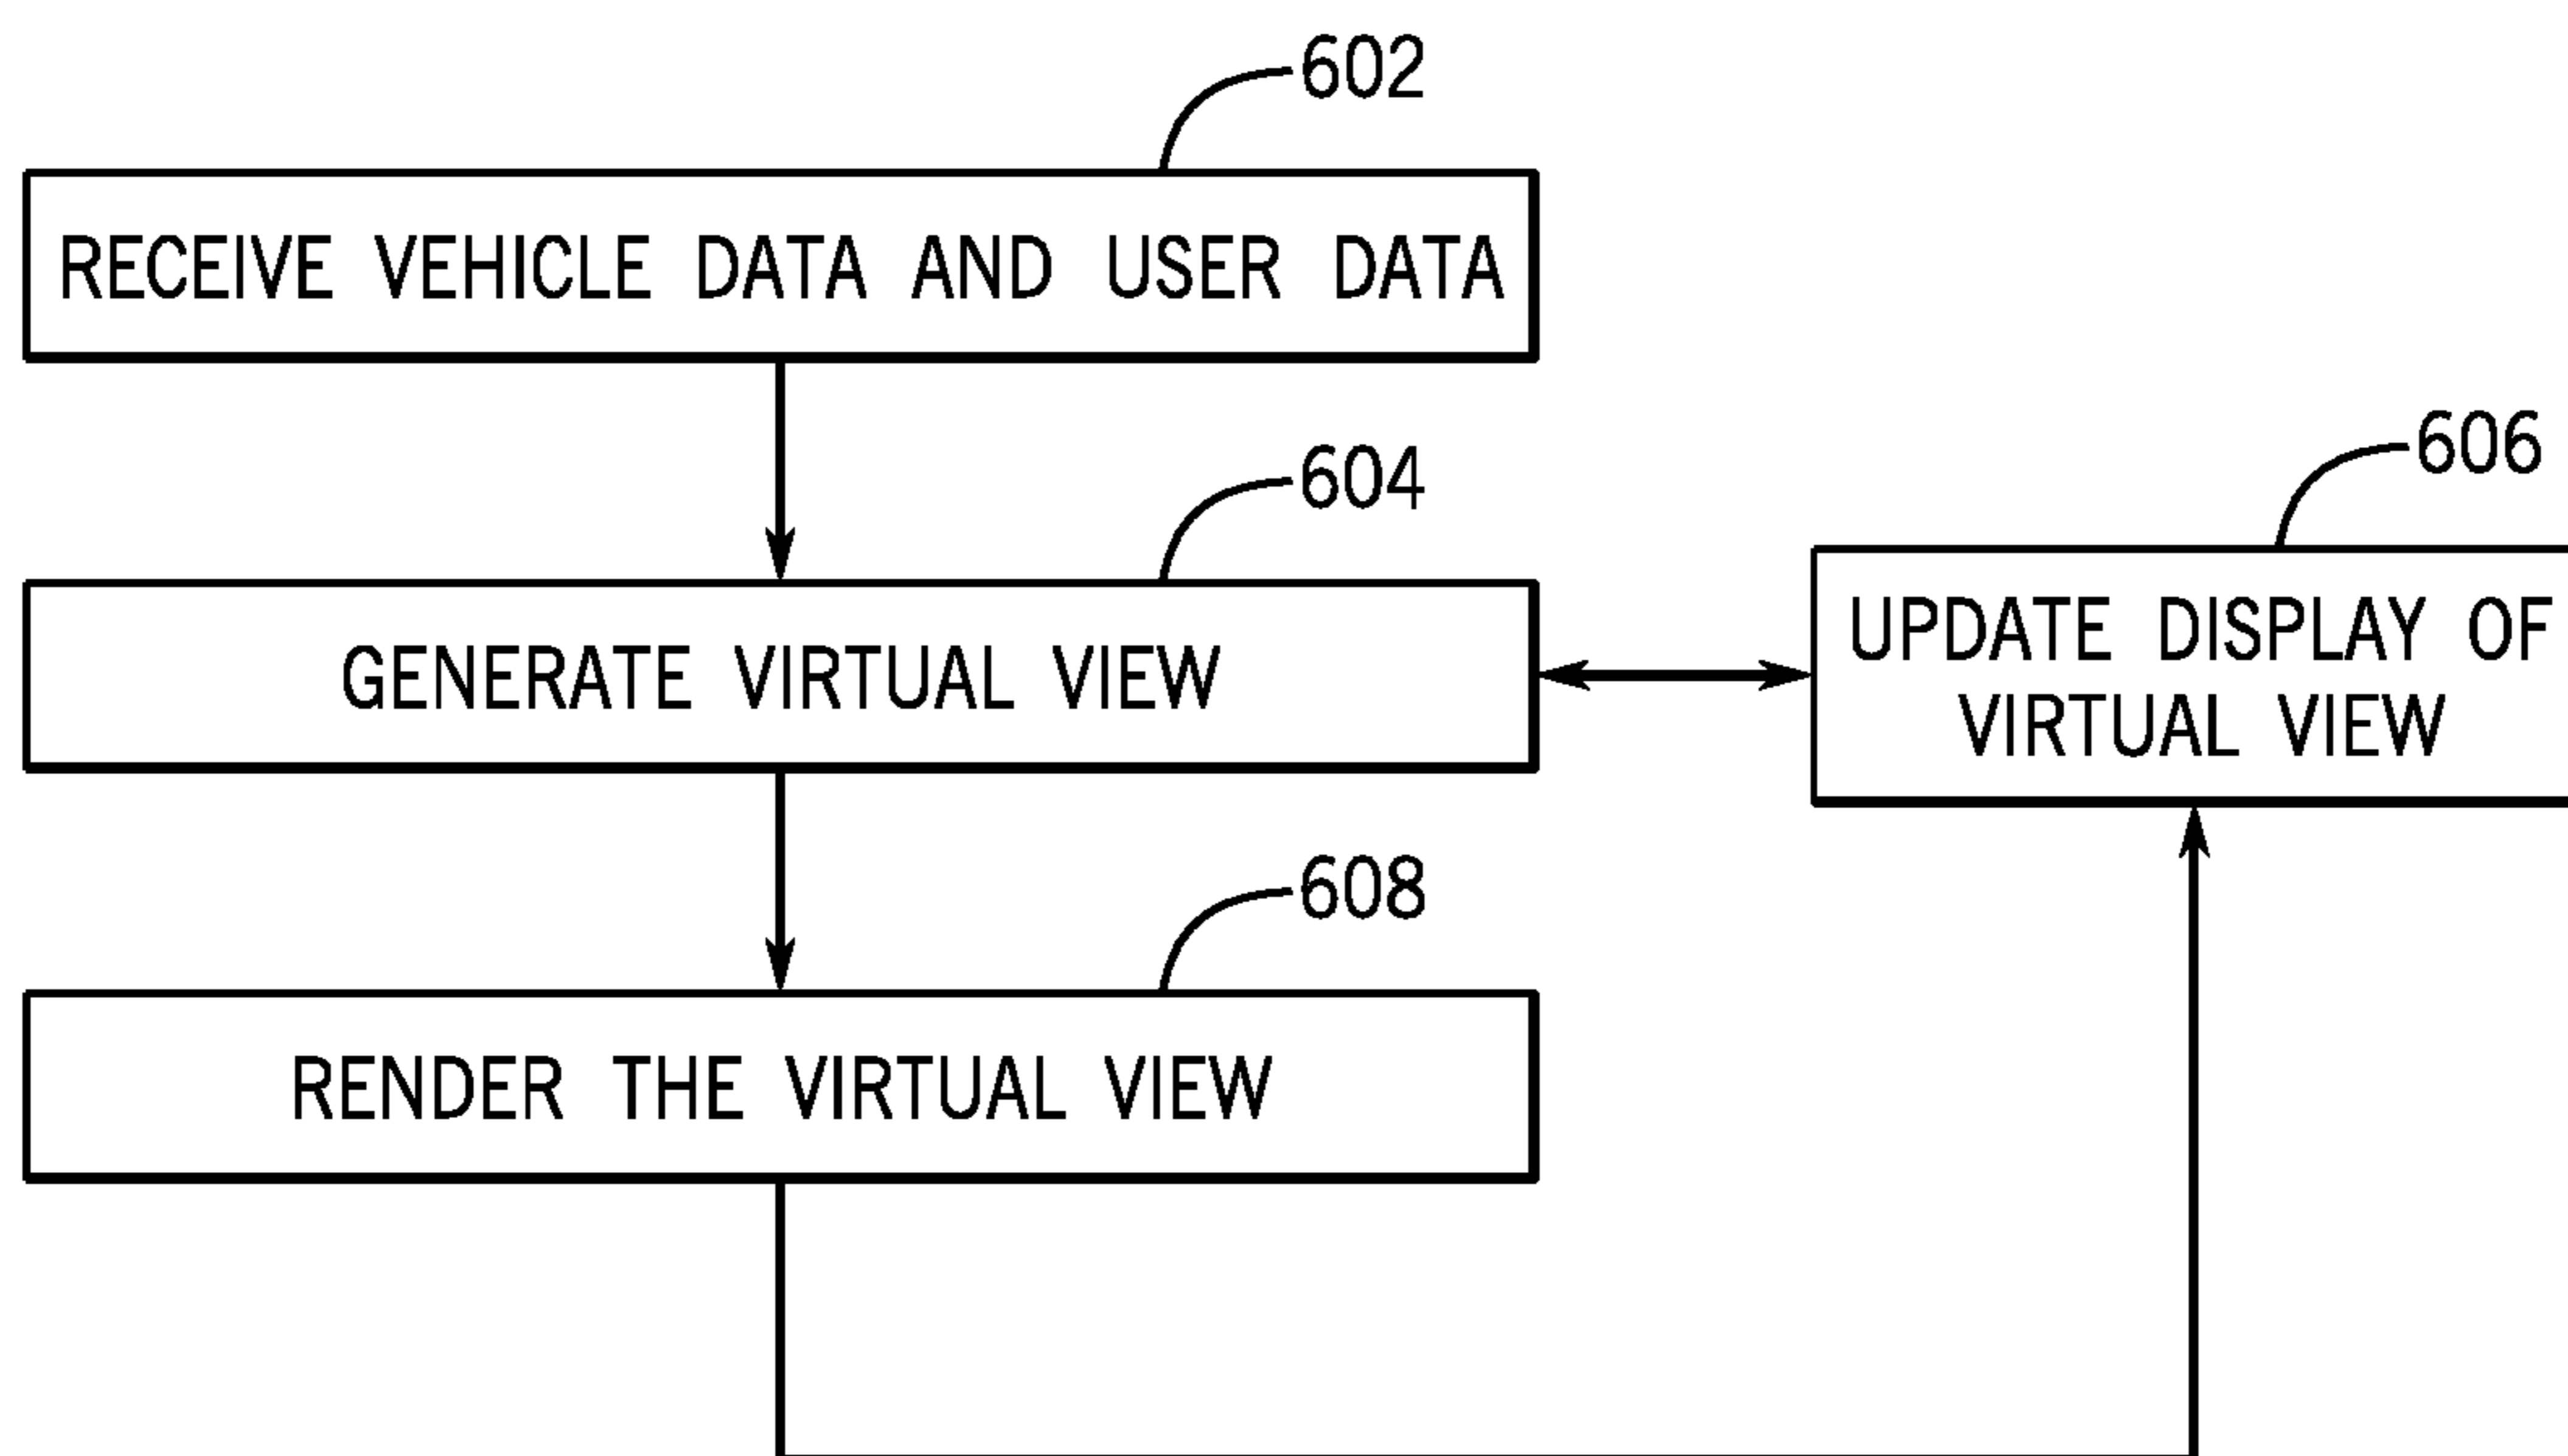 602
RECEIVE VEHICLE DATA AND USER DATA
604
GENERATE VIRTUAL VIEW
606
UPDATE DISPLAY OF
VIRTUAL VIEW
608
RENDER THE VIRTUAL VIEW